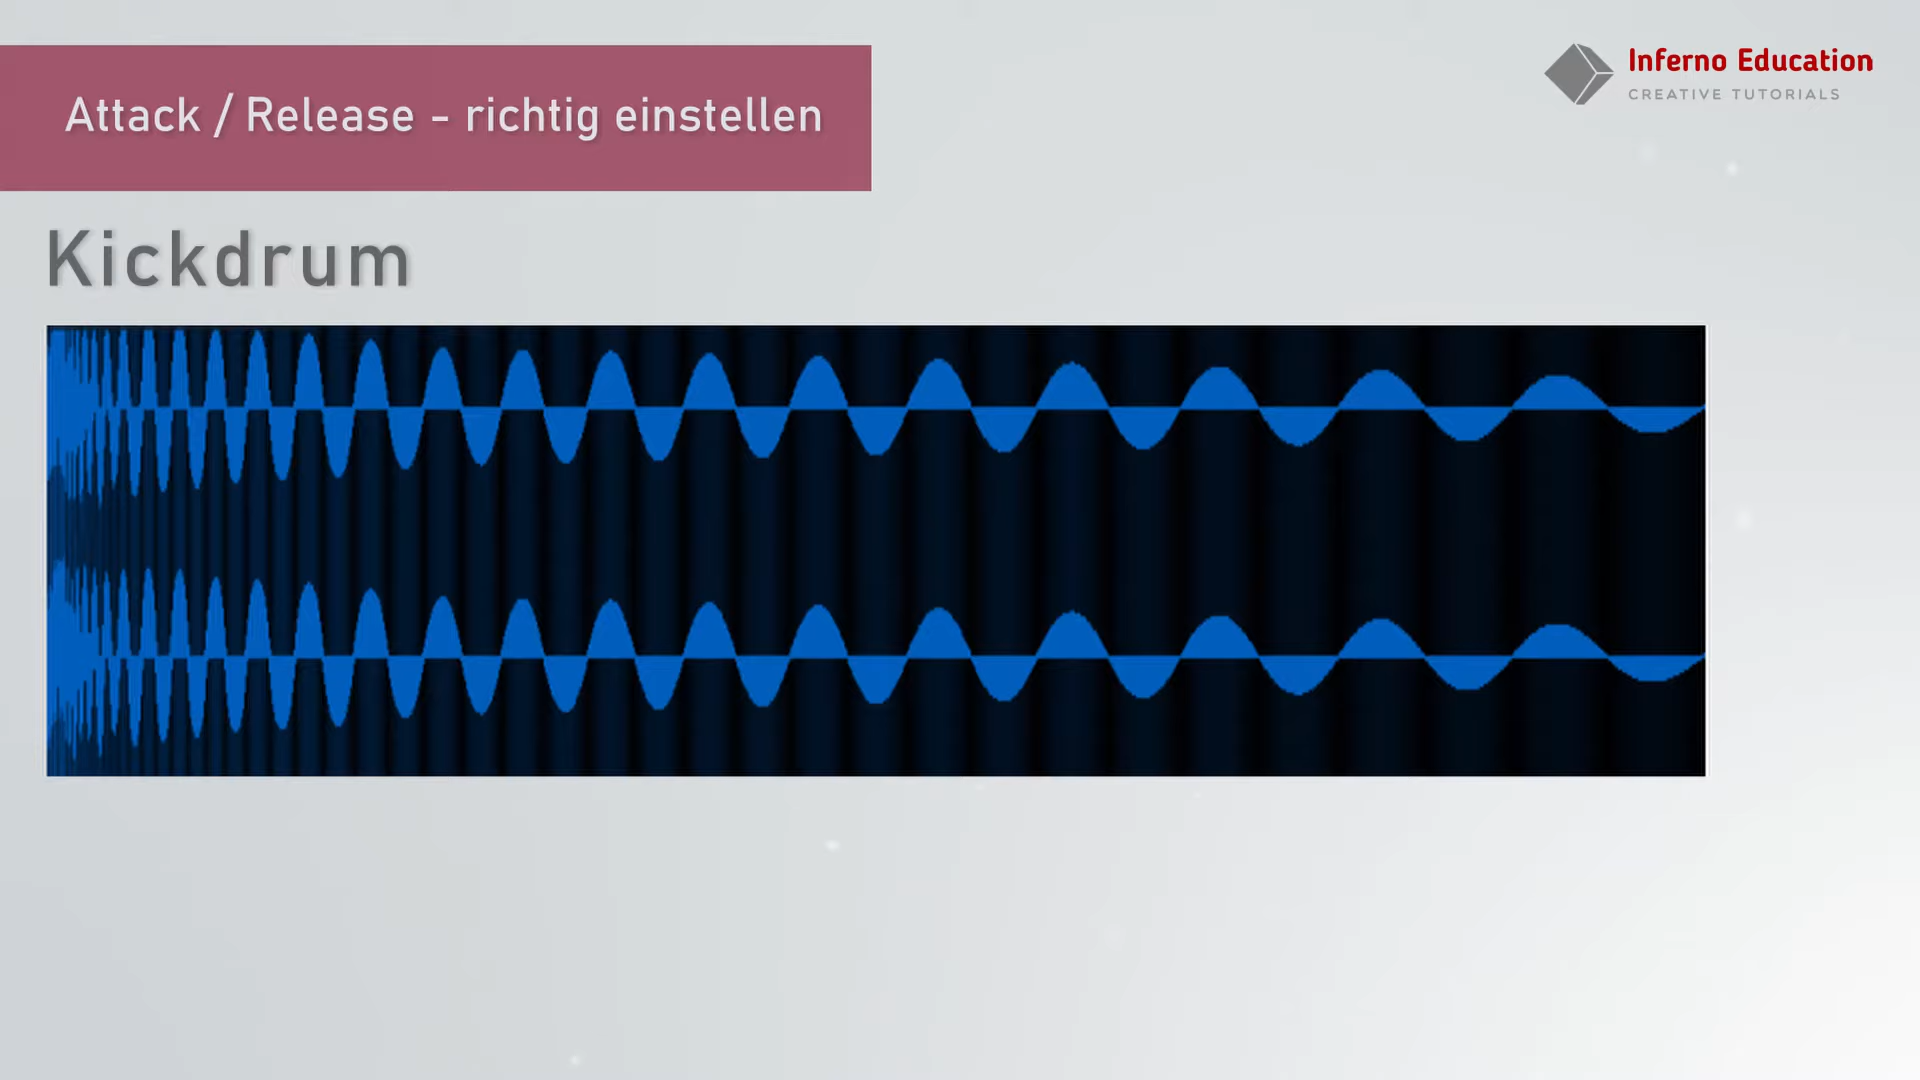 Attack / Release - richtig einstellen
Inferno Education
CREATIVE TUTORIALS
Kickdrum